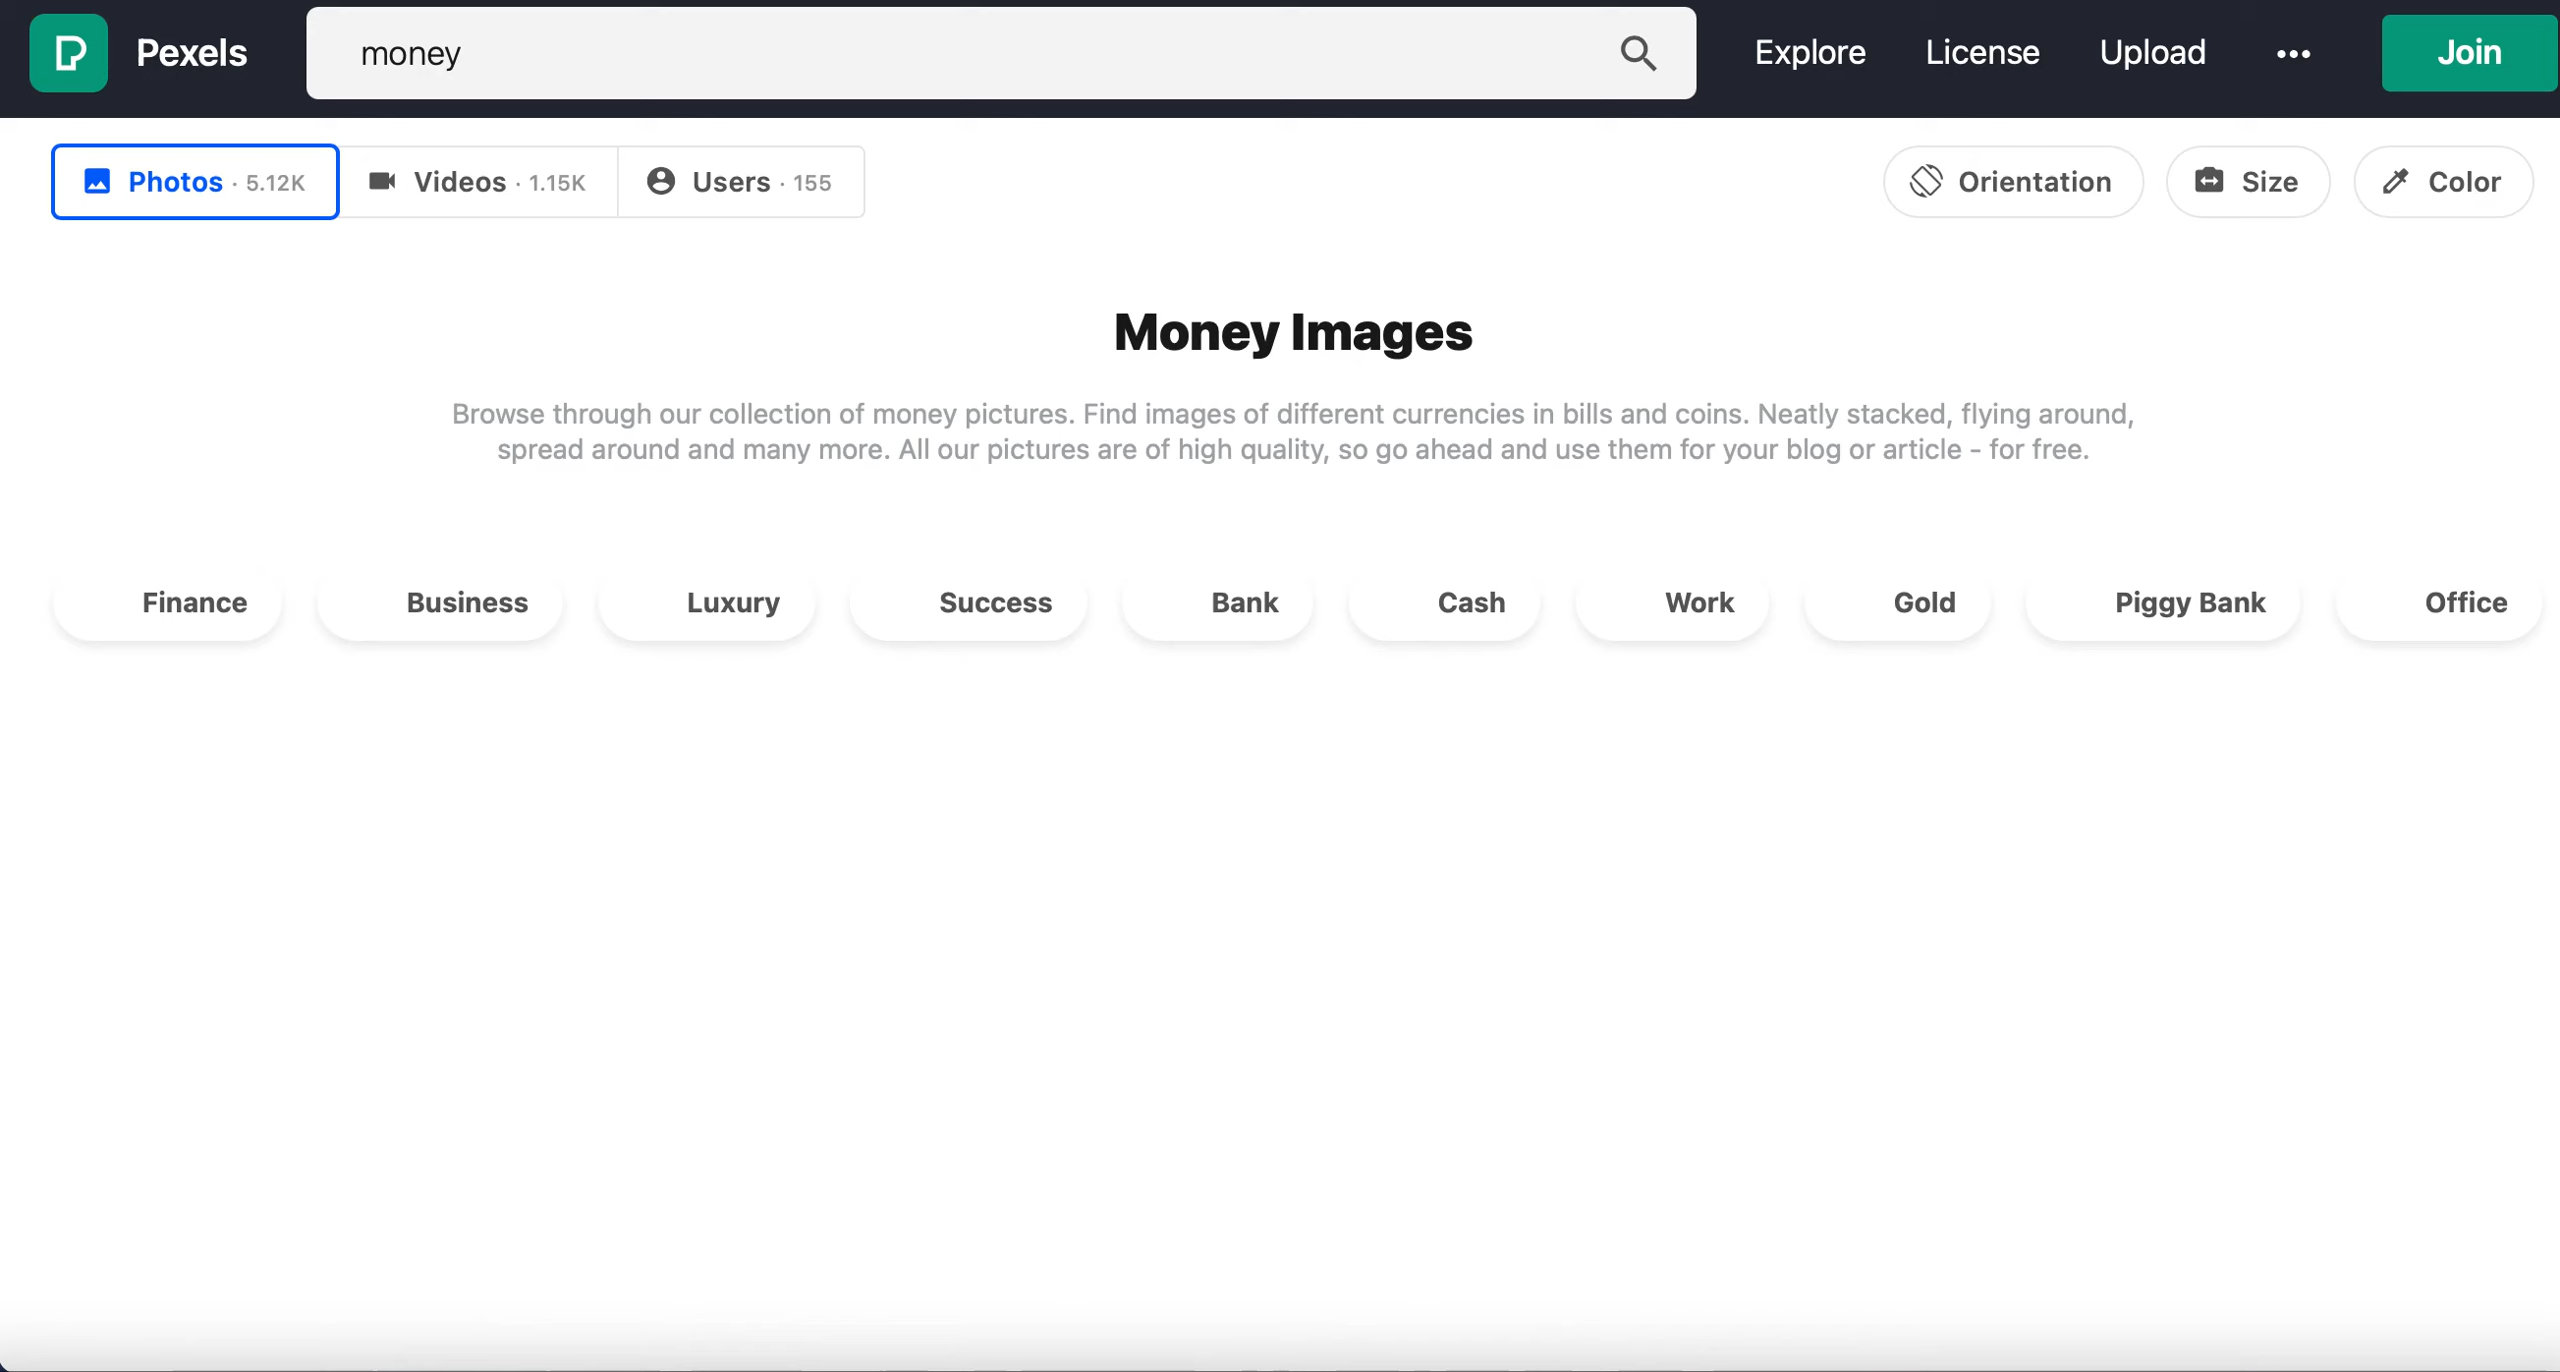 Pexels
money
Explore
License
Upload
Join
Photos · 5.12K
Videos · 1.15K
Users · 155
Orientation
Size
Color
Money Images
Browse through our collection of money pictures. Find images of different currencies in bills and coins. Neatly stacked, flying around,
spread around and many more. All our pictures are of high quality, so go ahead and use them for your blog or article - for free.
Finance
Business
Luxury
Success
Bank
Cash
Work
Gold
Piggy Bank
Office